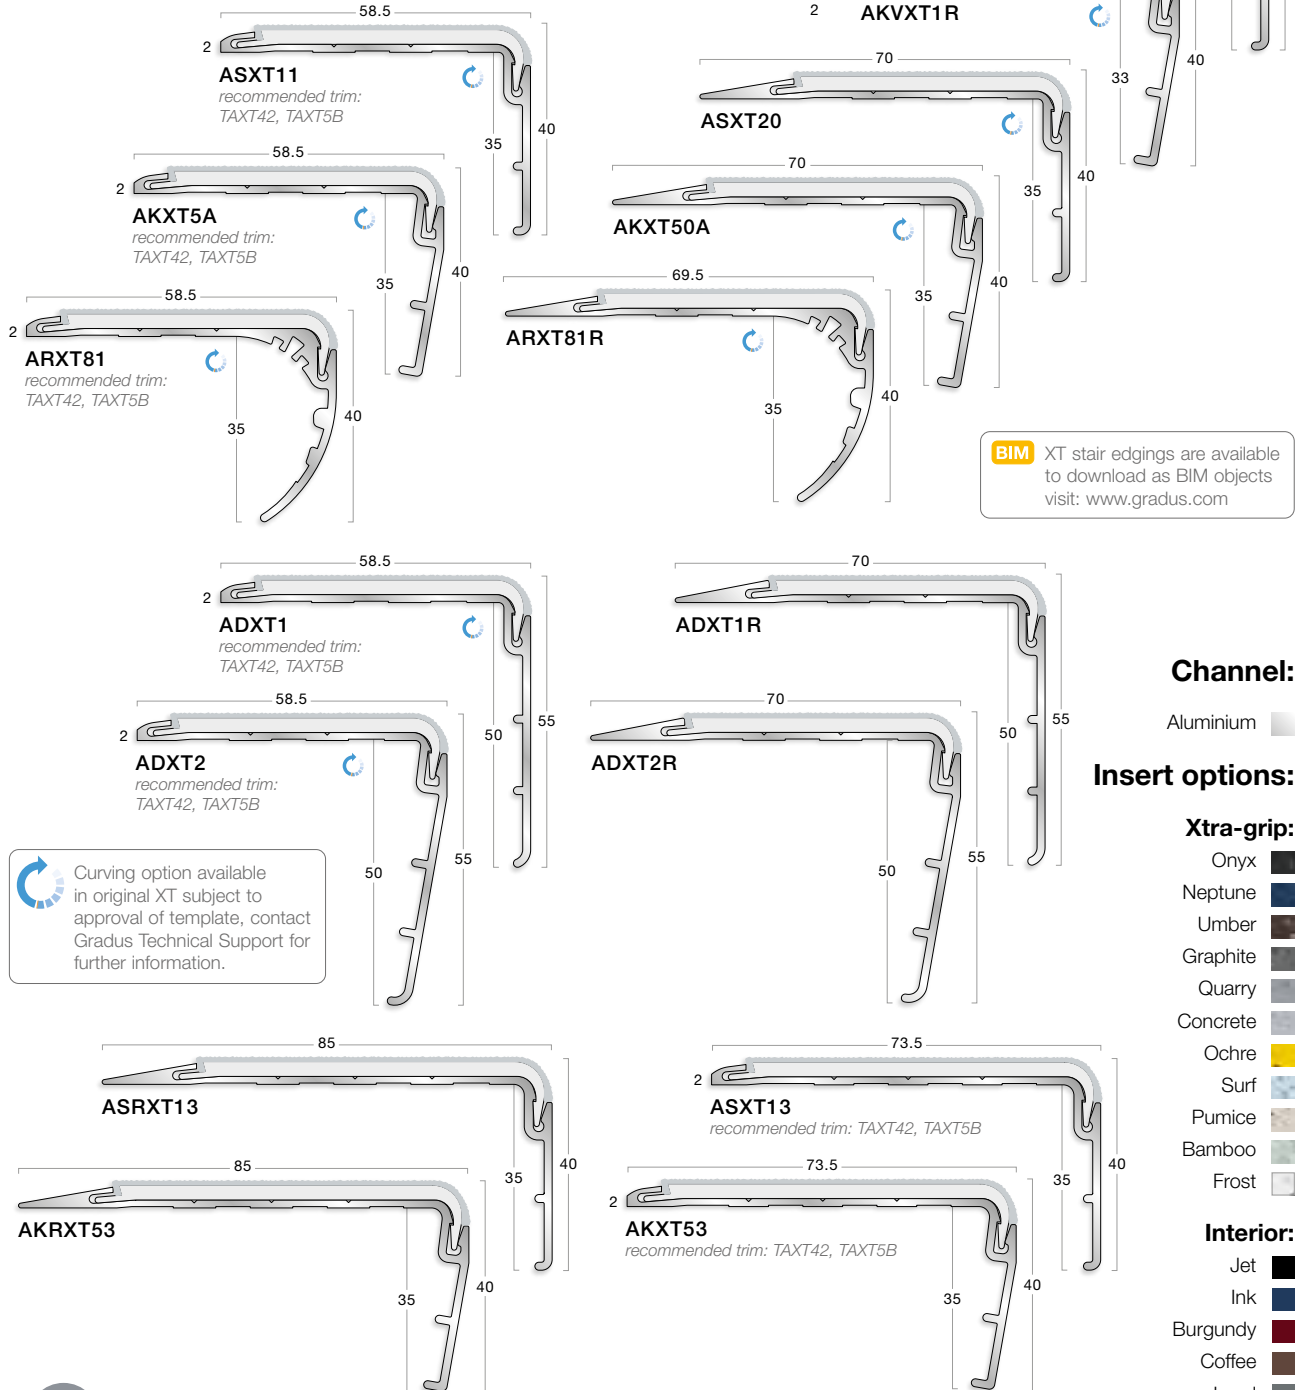 58.5
2
ASXT11
recommended trim:
TAXT42, TAXT5B
35
40
2
AKVXT1R
33
40
70
ASXT20
35
40
58.5
2
AKXT5A
recommended trim:
TAXT42, TAXT5B
35
40
70
AKXT50A
35
40
58.5
2
ARXT81
recommended trim:
TAXT42, TAXT5B
35
40
69.5
ARXT81R
35
40
BIM XT stair edgings are available
to download as BIM objects
visit: www.gradus.com
58.5
2
ADXT1
recommended trim:
TAXT42, TAXT5B
50
55
70
ADXT1R
50
55
58.5
2
ADXT2
recommended trim:
TAXT42, TAXT5B
50
55
70
ADXT2R
50
55
Curving option available
in original XT subject to
approval of template, contact
Gradus Technical Support for
further information.
85
ASRXT13
35
40
73.5
2
ASXT13
recommended trim: TAXT42, TAXT5B
35
40
85
AKRXT53
35
40
73.5
2
AKXT53
recommended trim: TAXT42, TAXT5B
35
40
Channel:
Aluminium
Insert options:
Xtra-grip:
Onyx
Neptune
Umber
Graphite
Quarry
Concrete
Ochre
Surf
Pumice
Bamboo
Frost
Interior:
Jet
Ink
Burgundy
Coffee